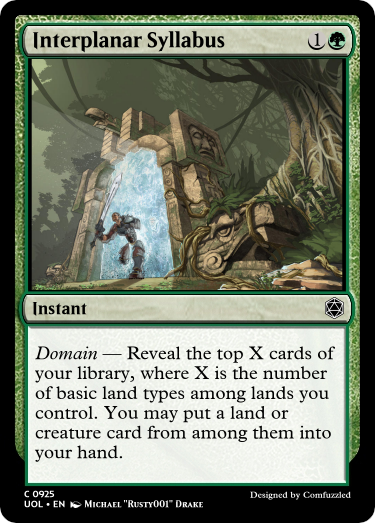 Interplanar Syllabus 1
Instant
Domain — Reveal the top X cards of
your library, where X is the number
of basic land types among lands you
control. You may put a land or
creature card from among them into
your hand.
C 0925
UOL • EN Michael "Rusty001" Drake
Designed by Comfuzzled